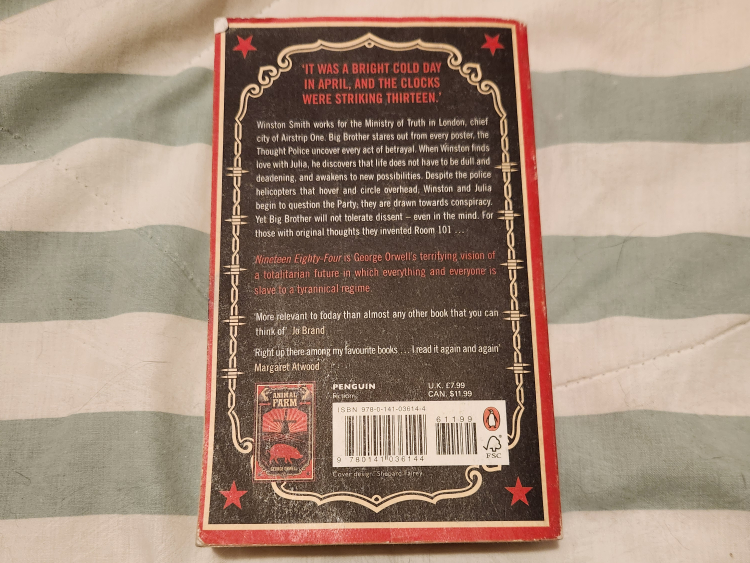 'IT WAS A BRIGHT COLD DAY
IN APRIL, AND THE CLOCKS
WERE STRIKING THIRTEEN.'
Winston Smith works for the Ministry of Truth in London, chief
city of Airstrip One. Big Brother stares out from every poster, the
Thought Police uncover every act of betrayal. When Winston finds
love with Julia, he discovers that life does not have to be dull and
deadening, and awakens to new possibilities. Despite the police
helicopters that hover and circle overhead, Winston and Julia
begin to question the Party; they are drawn towards conspiracy.
Yet Big Brother will not tolerate dissent – even in the mind. For
those with original thoughts they invented Room 101 ...
Nineteen Eighty-Four is George Orwell's terrifying vision of
a totalitarian future in which everything and everyone is
slave to a tyrannical regime.
'More relevant to today than almost any other book that you can
think of' Jo Brand
'Right up there among my favourite books ... I read it again and again'
Margaret Atwood
ANIMAL
FARM
GEORGE ORWELL
PENGUIN
Fiction
U.K. £7.99
CAN. $11.99
ISBN 978-0-141-03614-4
61199
9 780141 036144
FSC
Cover design: Shepard Fairey